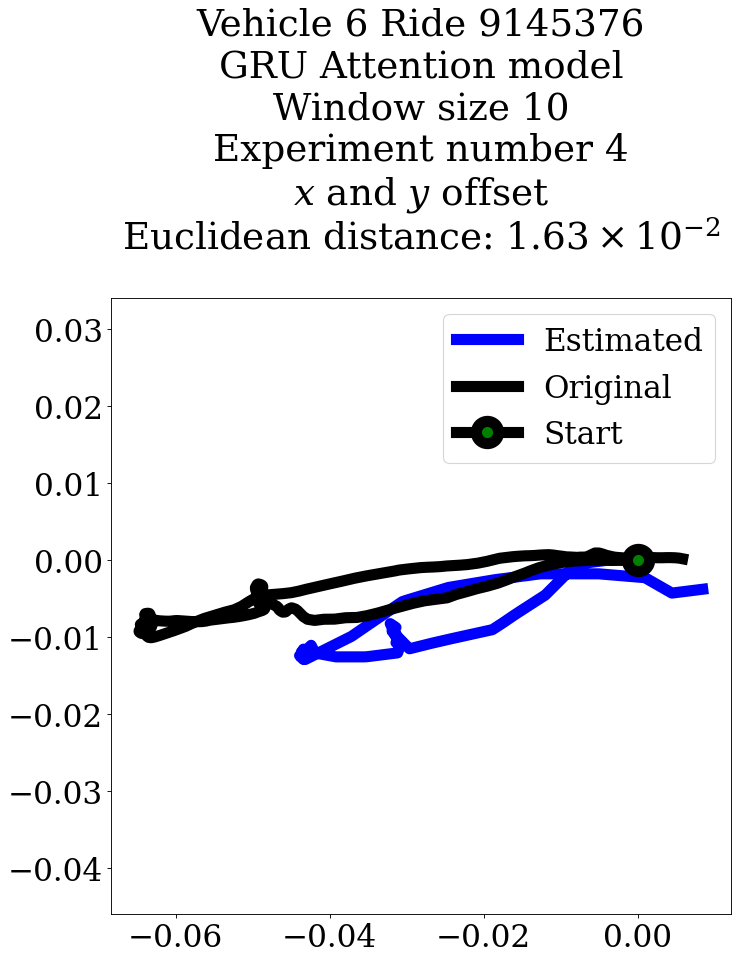 Vehicle 6 Ride 9145376
GRU Attention model
Window size 10
Experiment number 4
x and y offset
Euclidean distance: 1.63 × 10⁻²
Estimated
Original
Start
0.03
0.02
0.01
0.00
−0.01
−0.02
−0.03
−0.04
−0.06 −0.04 −0.02 0.00